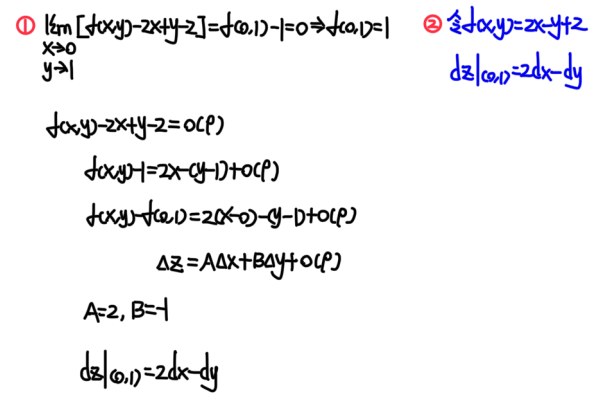 ① lim [f(x,y)-2x+y-2]=f(0,1)-1=0⇒f(0,1)=1
x→0
y→1
f(x,y)-2x+y-2=o(ρ)
f(x,y)-1=2x-(y-1)+o(ρ)
f(x,y)-f(0,1)=2(x-0)-(y-1)+o(ρ)
Δz=AΔx+BΔy+o(ρ)
A=2, B=-1
dz|(0,1)=2dx-dy
② 令f(x,y)=2x-y+2
dz|(0,1)=2dx-dy